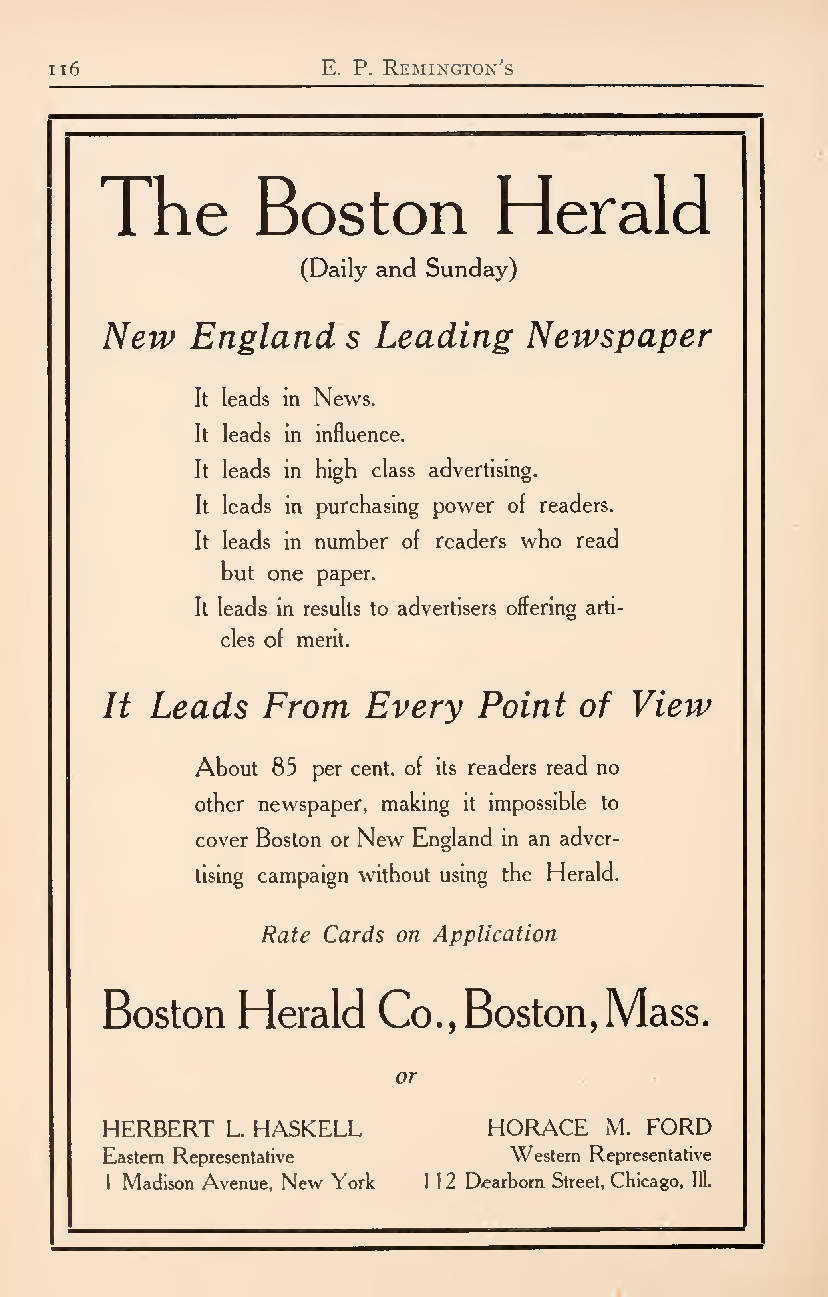 116 E. P. Remington's
The Boston Herald
(Daily and Sunday)
New England s Leading Newspaper
It leads in News.
It leads in influence.
It leads in high class advertising.
It leads in purchasing power of readers.
It leads in number of readers who read
but one paper.
It leads in results to advertisers offering arti-
cles of merit.
It Leads From Every Point of View
About 85 per cent. of its readers read no
other newspaper, making it impossible to
cover Boston or New England in an adver-
tising campaign without using the Herald.
Rate Cards on Application
Boston Herald Co., Boston, Mass.
or
HERBERT L. HASKELL
Eastern Representative
1 Madison Avenue, New York
HORACE M. FORD
Western Representative
112 Dearborn Street, Chicago, Ill.